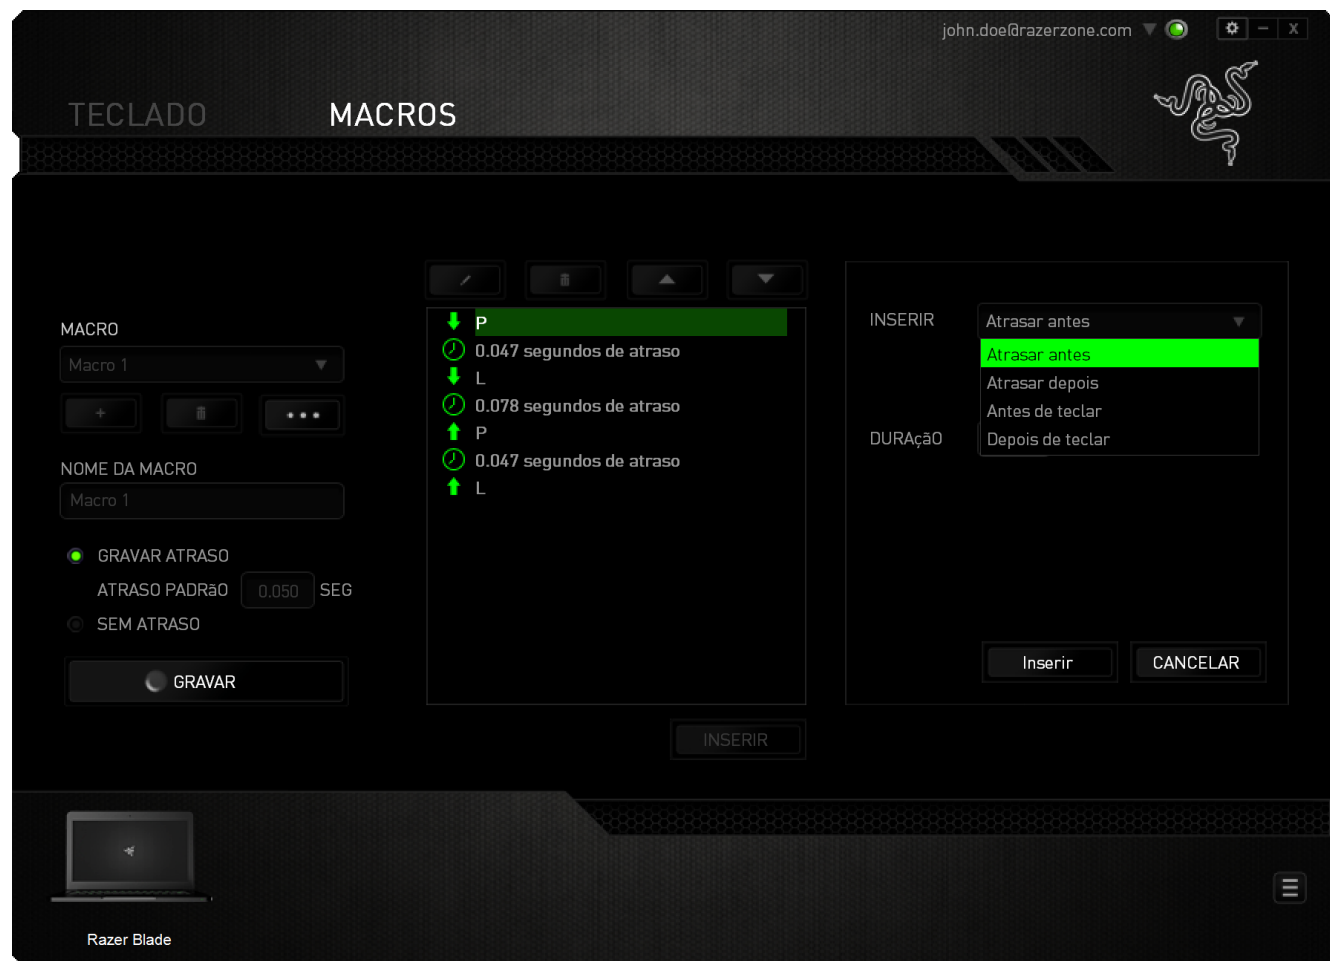 john.doe@razerzone.com
X
TECLADO
MACROS
MACRO
Macro 1
NOME DA MACRO
Macro 1
GRAVAR ATRASO
ATRASO PADRãO 0.050 SEG
SEM ATRASO
GRAVAR
P
0.047 segundos de atraso
L
0.078 segundos de atraso
P
0.047 segundos de atraso
L
INSERIR
INSERIR Atrasar antes
Atrasar antes
Atrasar depois
Antes de teclar
Depois de teclar
DURAçãO
Inserir
CANCELAR
Razer Blade